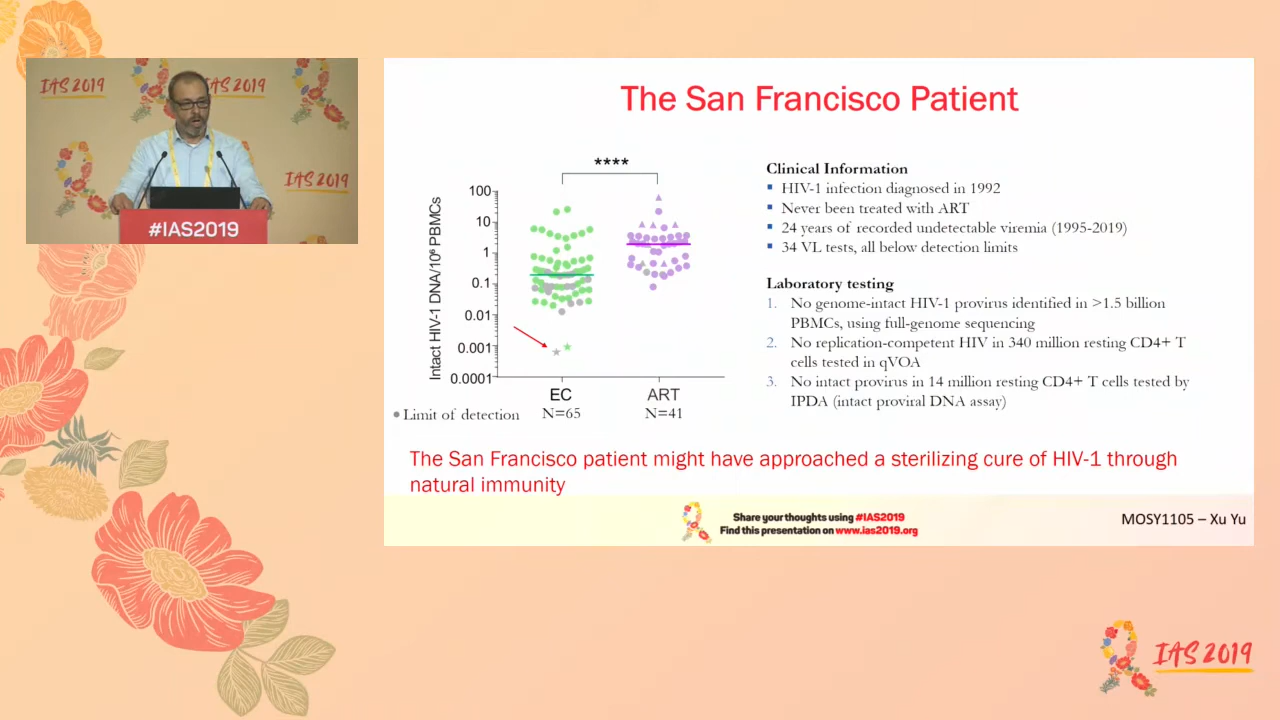 IAS 2019
IAS 2019
IAS 2019
#IAS2019
The San Francisco Patient
****
Intact HIV-1 DNA/10⁶ PBMCs
100
10
1
0.1
0.01
0.001
0.0001
EC
ART
Limit of detection
N=65
N=41
Clinical Information
HIV-1 infection diagnosed in 1992
Never been treated with ART
24 years of recorded undetectable viremia (1995-2019)
34 VL tests, all below detection limits
Laboratory testing
1. No genome-intact HIV-1 provirus identified in >1.5 billion
PBMCs, using full-genome sequencing
2. No replication-competent HIV in 340 million resting CD4+ T
cells tested in qVOA
3. No intact provirus in 14 million resting CD4+ T cells tested by
IPDA (intact proviral DNA assay)
The San Francisco patient might have approached a sterilizing cure of HIV-1 through
natural immunity
Share your thoughts using #IAS2019
Find this presentation on www.ias2019.org
MOSY1105 – Xu Yu
IAS 2019